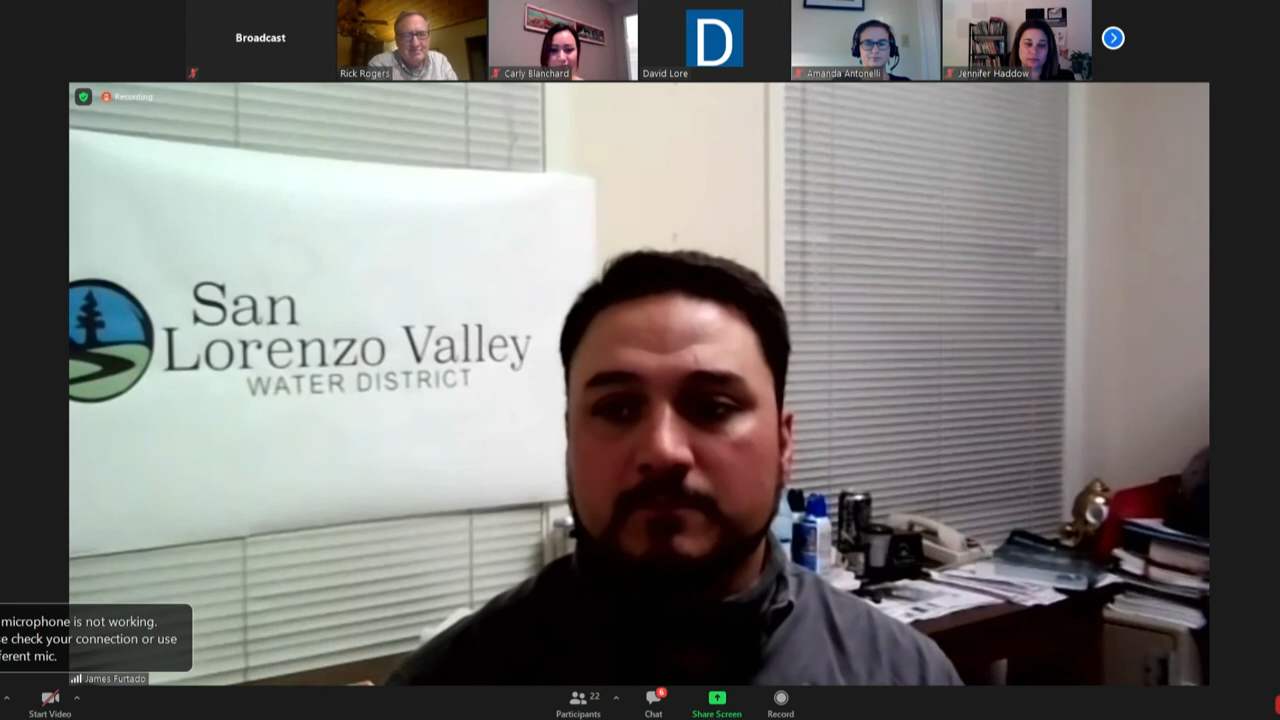 Broadcast
Rick Rogers
Carly Blanchard
D
David Lore
Amanda Antonelli
Jennifer Haddow
Recording
San
Lorenzo Valley
WATER DISTRICT
microphone is not working.
e check your connection or use
ferent mic.
James Furtado
Start Video
Participants
22
Chat
6
Share Screen
Record